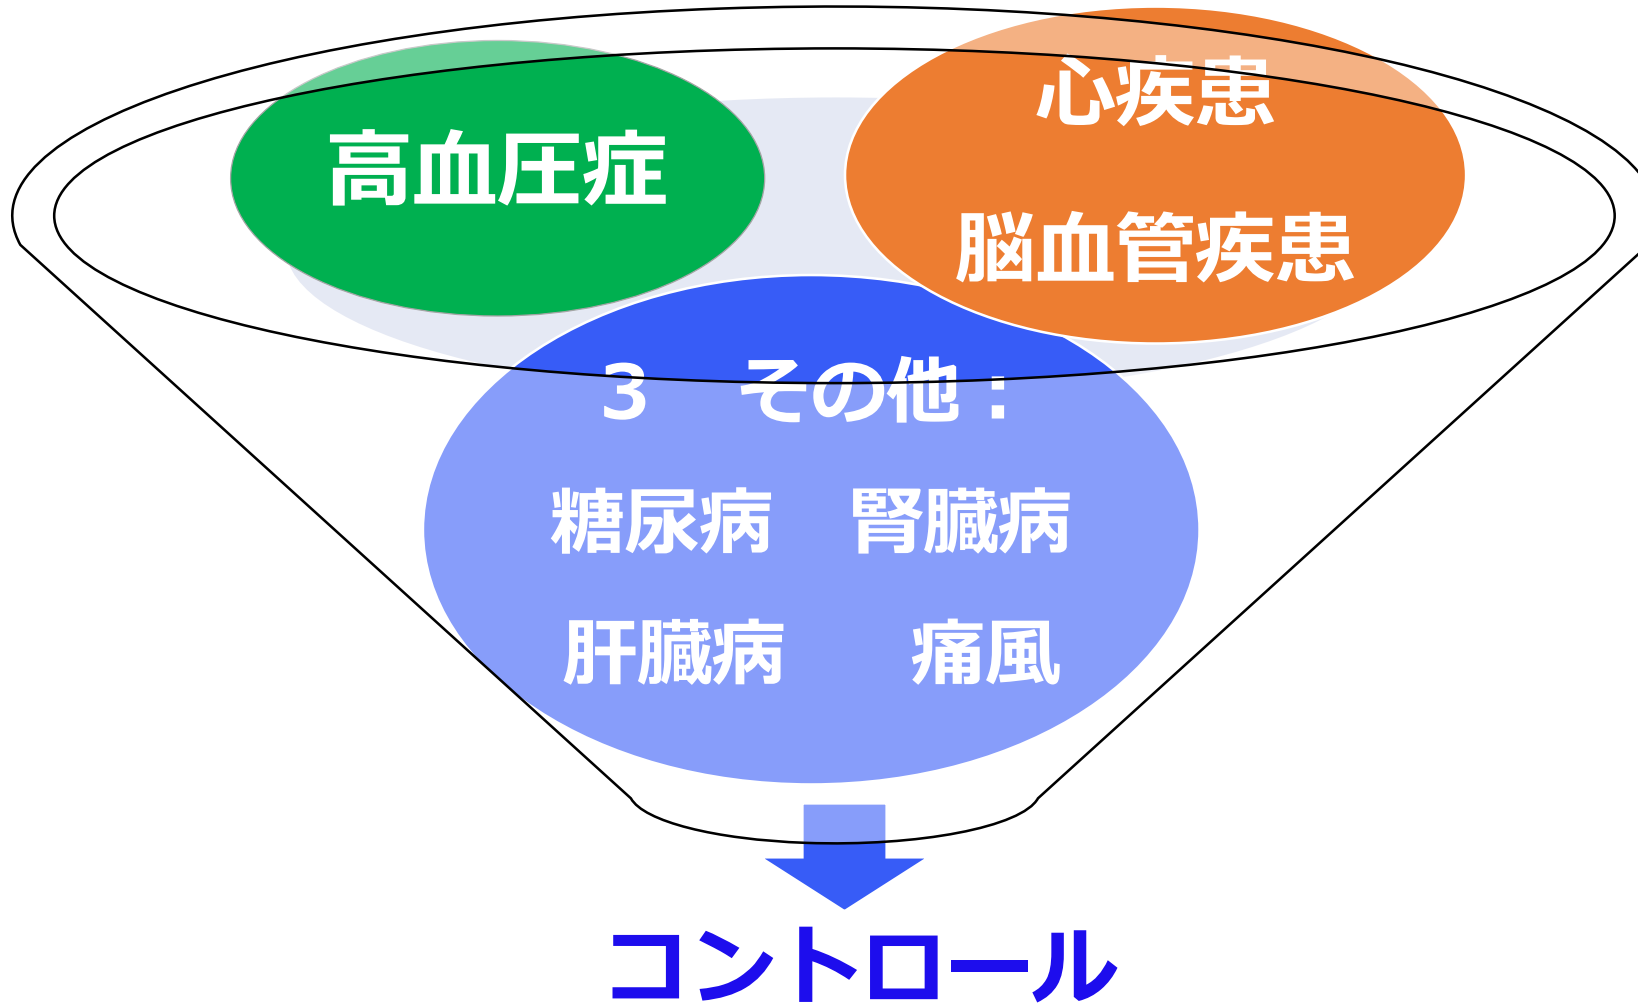 高血圧症
心疾患
脳血管疾患
3　その他：
糖尿病　腎臓病
肝臓病　痛風
コントロール